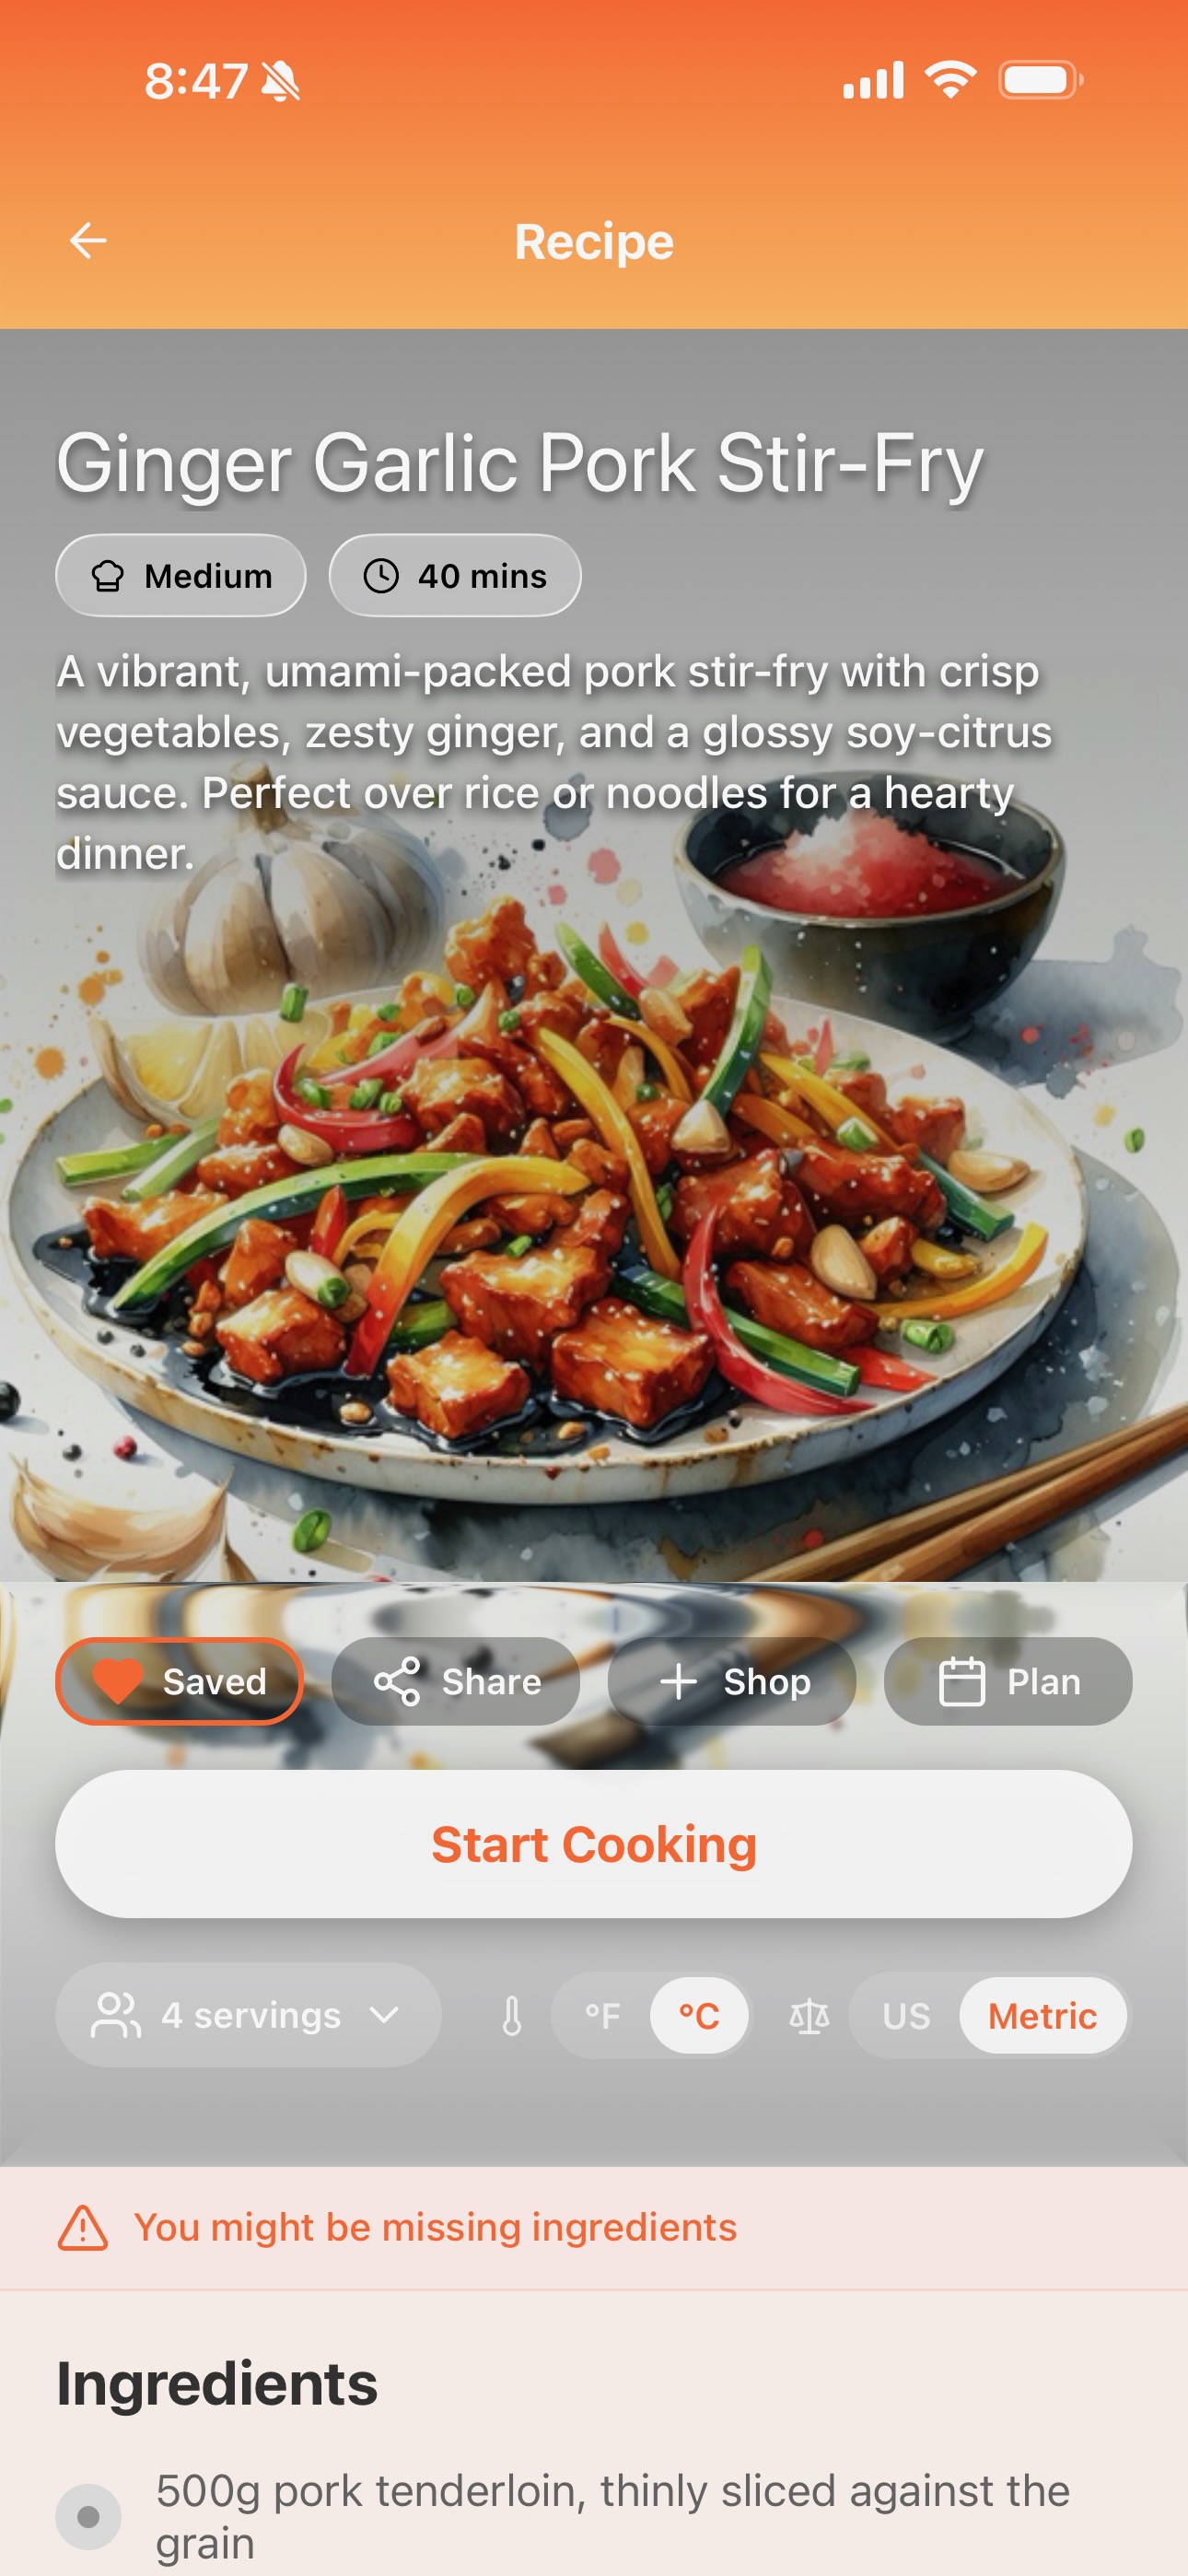 8:47
Recipe
Ginger Garlic Pork Stir-Fry
Medium
40 mins
A vibrant, umami-packed pork stir-fry with crisp
vegetables, zesty ginger, and a glossy soy-citrus
sauce. Perfect over rice or noodles for a hearty
dinner.
Saved
Share
Shop
Plan
Start Cooking
4 servings
°F
°C
US
Metric
You might be missing ingredients
Ingredients
500g pork tenderloin, thinly sliced against the
grain